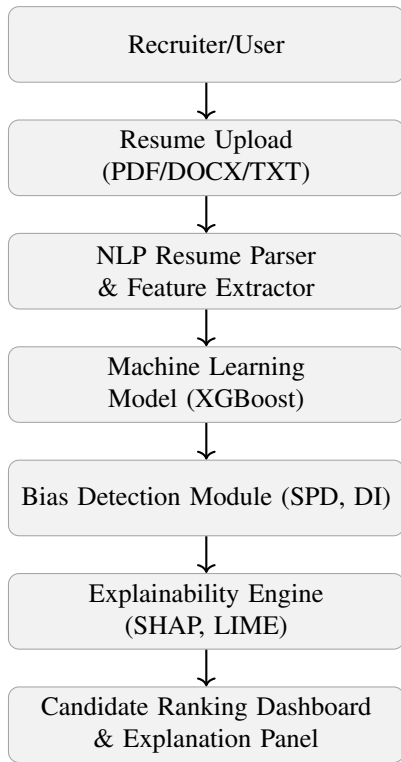 Recruiter/User
Resume Upload
(PDF/DOCX/TXT)
NLP Resume Parser
& Feature Extractor
Machine Learning
Model (XGBoost)
Bias Detection Module (SPD, DI)
Explainability Engine
(SHAP, LIME)
Candidate Ranking Dashboard
& Explanation Panel